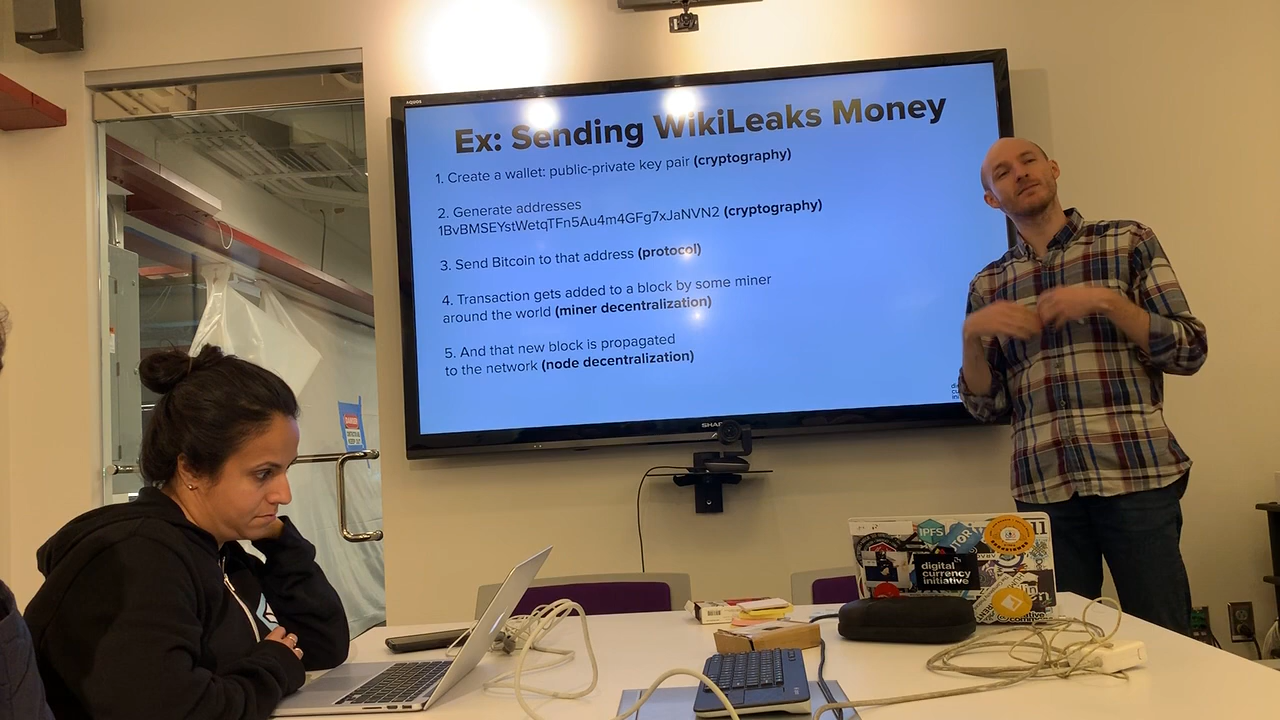 AQUOS
Ex: Sending WikiLeaks Money
1. Create a wallet: public-private key pair (cryptography)
2. Generate addresses
1BvBMSEYstWetqTFn5Au4m4GFg7xJaNVN2 (cryptography)
3. Send Bitcoin to that address (protocol)
4. Transaction gets added to a block by some miner
around the world (miner decentralization)
5. And that new block is propagated
to the network (node decentralization)
DANGER
IPFS
digital
currency
initiative